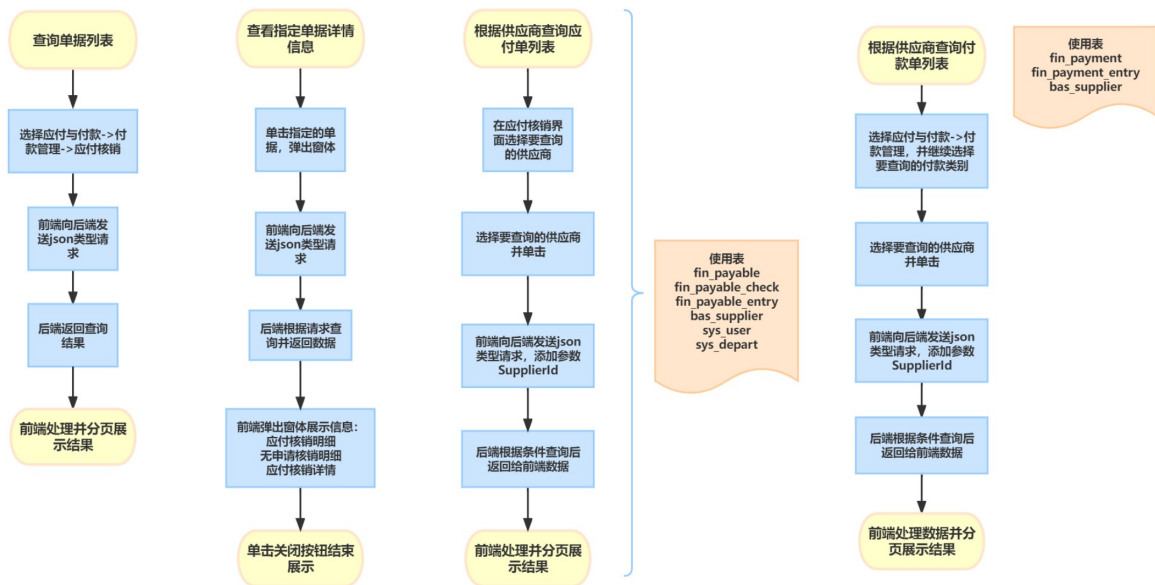 查询单据列表
选择应付与付款->付
款管理->应付核销
前端向后端发
送json类型请
求
后端返回查询
结果
前端处理并分页展
示结果
查看指定单据详情
信息
单击指定的单
据，弹出窗体
前端向后端发
送json类型请
求
后端根据请求查
询并返回数据
前端弹出窗体展示信息：
应付核销明细
无申请核销明细
应付核销详情
单击关闭按钮结束
展示
根据供应商查询应
付单列表
在应付核销界
面选择要查询
的供应商
选择要查询的供应商
并单击
前端向后端发送json
类型请求，添加参数
SupplierId
后端根据条件查询后
返回给前端数据
前端处理并分页展
示结果
使用表
fin_payable
fin_payable_check
fin_payable_entry
bas_supplier
sys_user
sys_depart
根据供应商查询付
款单列表
选择应付与付款->付
款管理，并继续选择
要查询的付款类别
选择要查询的供应商
并单击
前端向后端发送json
类型请求，添加参数
SupplierId
后端根据条件查询后
返回给前端数据
前端处理数据并分
页展示结果
使用表
fin_payment
fin_payment_entry
bas_supplier